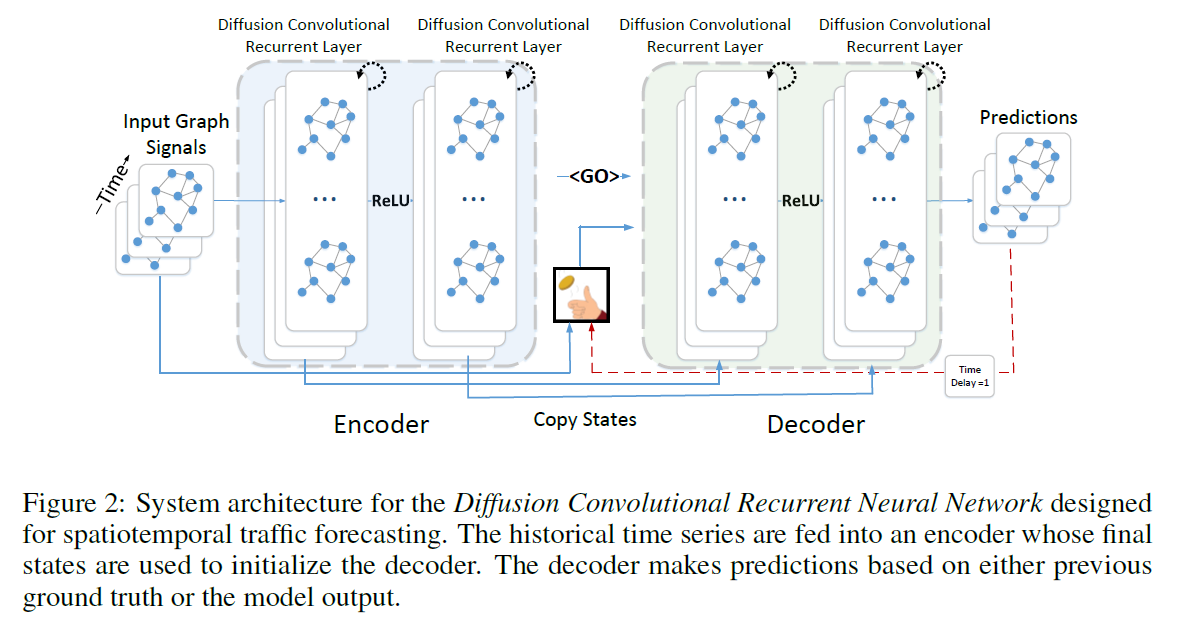 Diffusion Convolutional
Recurrent Layer
Diffusion Convolutional
Recurrent Layer
Diffusion Convolutional
Recurrent Layer
Diffusion Convolutional
Recurrent Layer
Input Graph
Signals
Time
...
ReLU
...
<GO>
...
ReLU
...
Predictions
Time
Delay =1
Encoder
Copy States
Decoder
Figure 2: System architecture for the Diffusion Convolutional Recurrent Neural Network designed
for spatiotemporal traffic forecasting. The historical time series are fed into an encoder whose final
states are used to initialize the decoder. The decoder makes predictions based on either previous
ground truth or the model output.